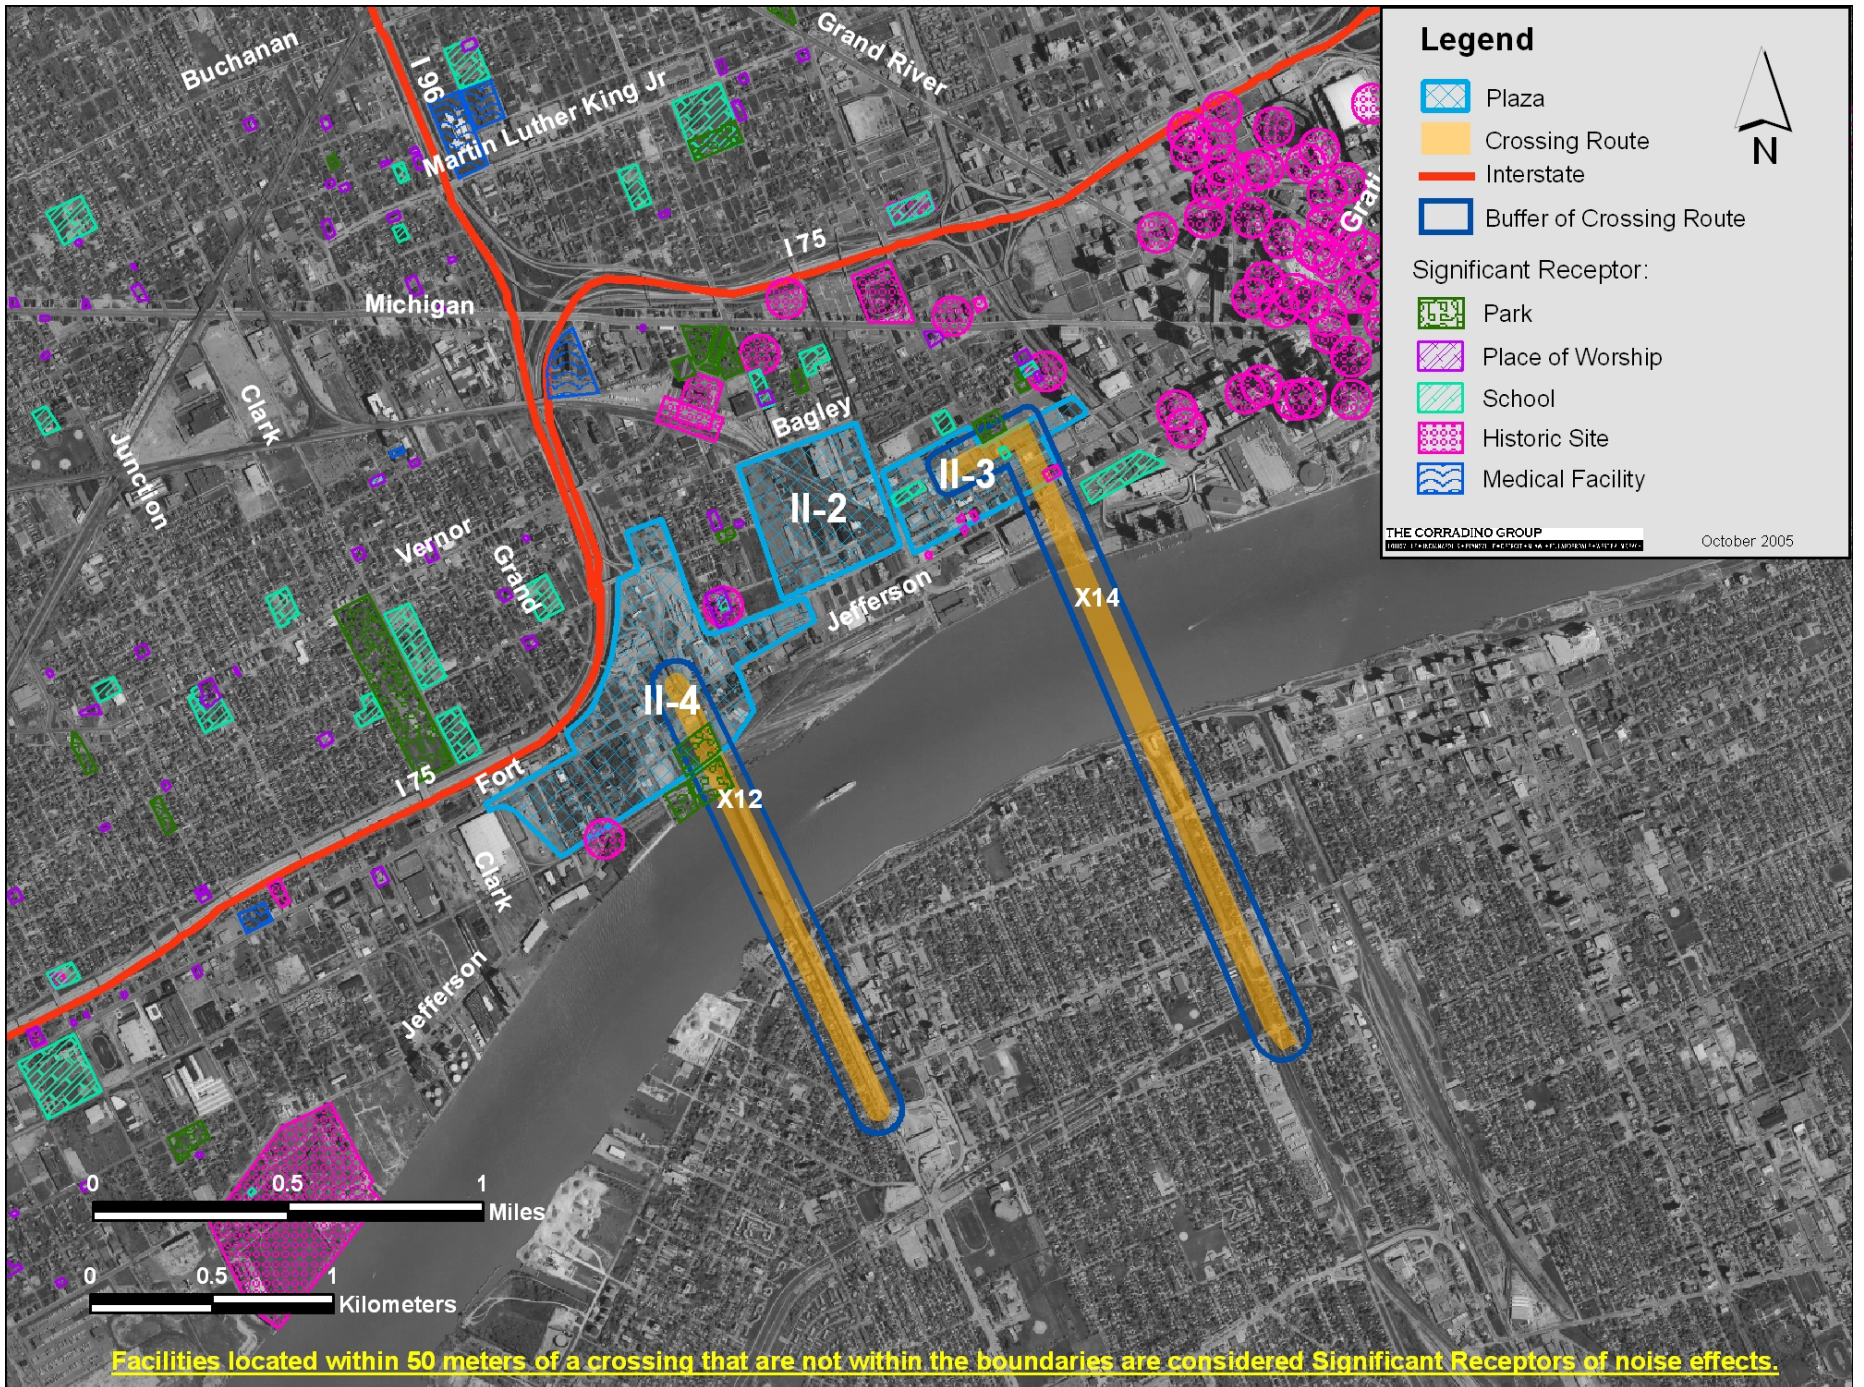 Buchanan
I 96
Grand River
Martin Luther King Jr
I 75
Grati
Michigan
Clark
Junction
Bagley
II-3
II-2
Vernor
Grand
Jefferson
X14
II-4
X12
I 75
Fort
Clark
Jefferson
Legend
Plaza
Crossing Route
Interstate
Buffer of Crossing Route
Significant Receptor:
Park
Place of Worship
School
Historic Site
Medical Facility
N
THE CORRADINO GROUP
October 2005
0 0.5 1
Miles
0 0.5 1
Kilometers
Facilities located within 50 meters of a crossing that are not within the boundaries are considered Significant Receptors of noise effects.